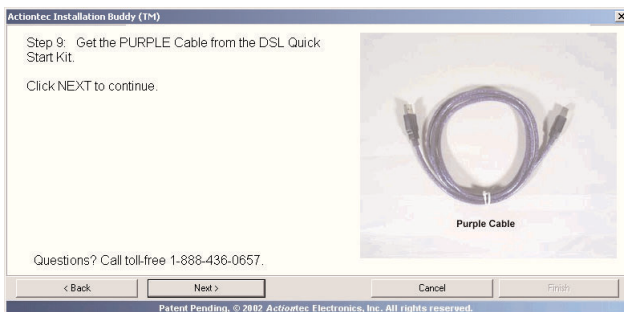 Actiontec Installation Buddy (TM)
Step 9: Get the PURPLE Cable from the DSL Quick
Start Kit.
Click NEXT to continue.
Purple Cable
Questions? Call toll-free 1-888-436-0657.
< Back Next > Cancel Finish
Patent Pending, © 2002 Actiontec Electronics, Inc. All rights reserved.